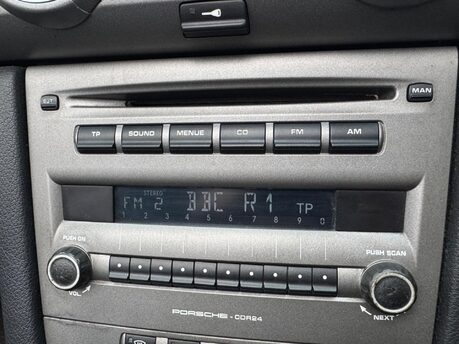 EJT
MAN
TP SOUND MENUE CD FM AM
STEREO
FM 2 BBC R1 TP
1 2 3 4 5 6 7 8 9 0
PUSH ON
PUSH SCAN
VOL.
NEXT
PORSCHE-CDR24